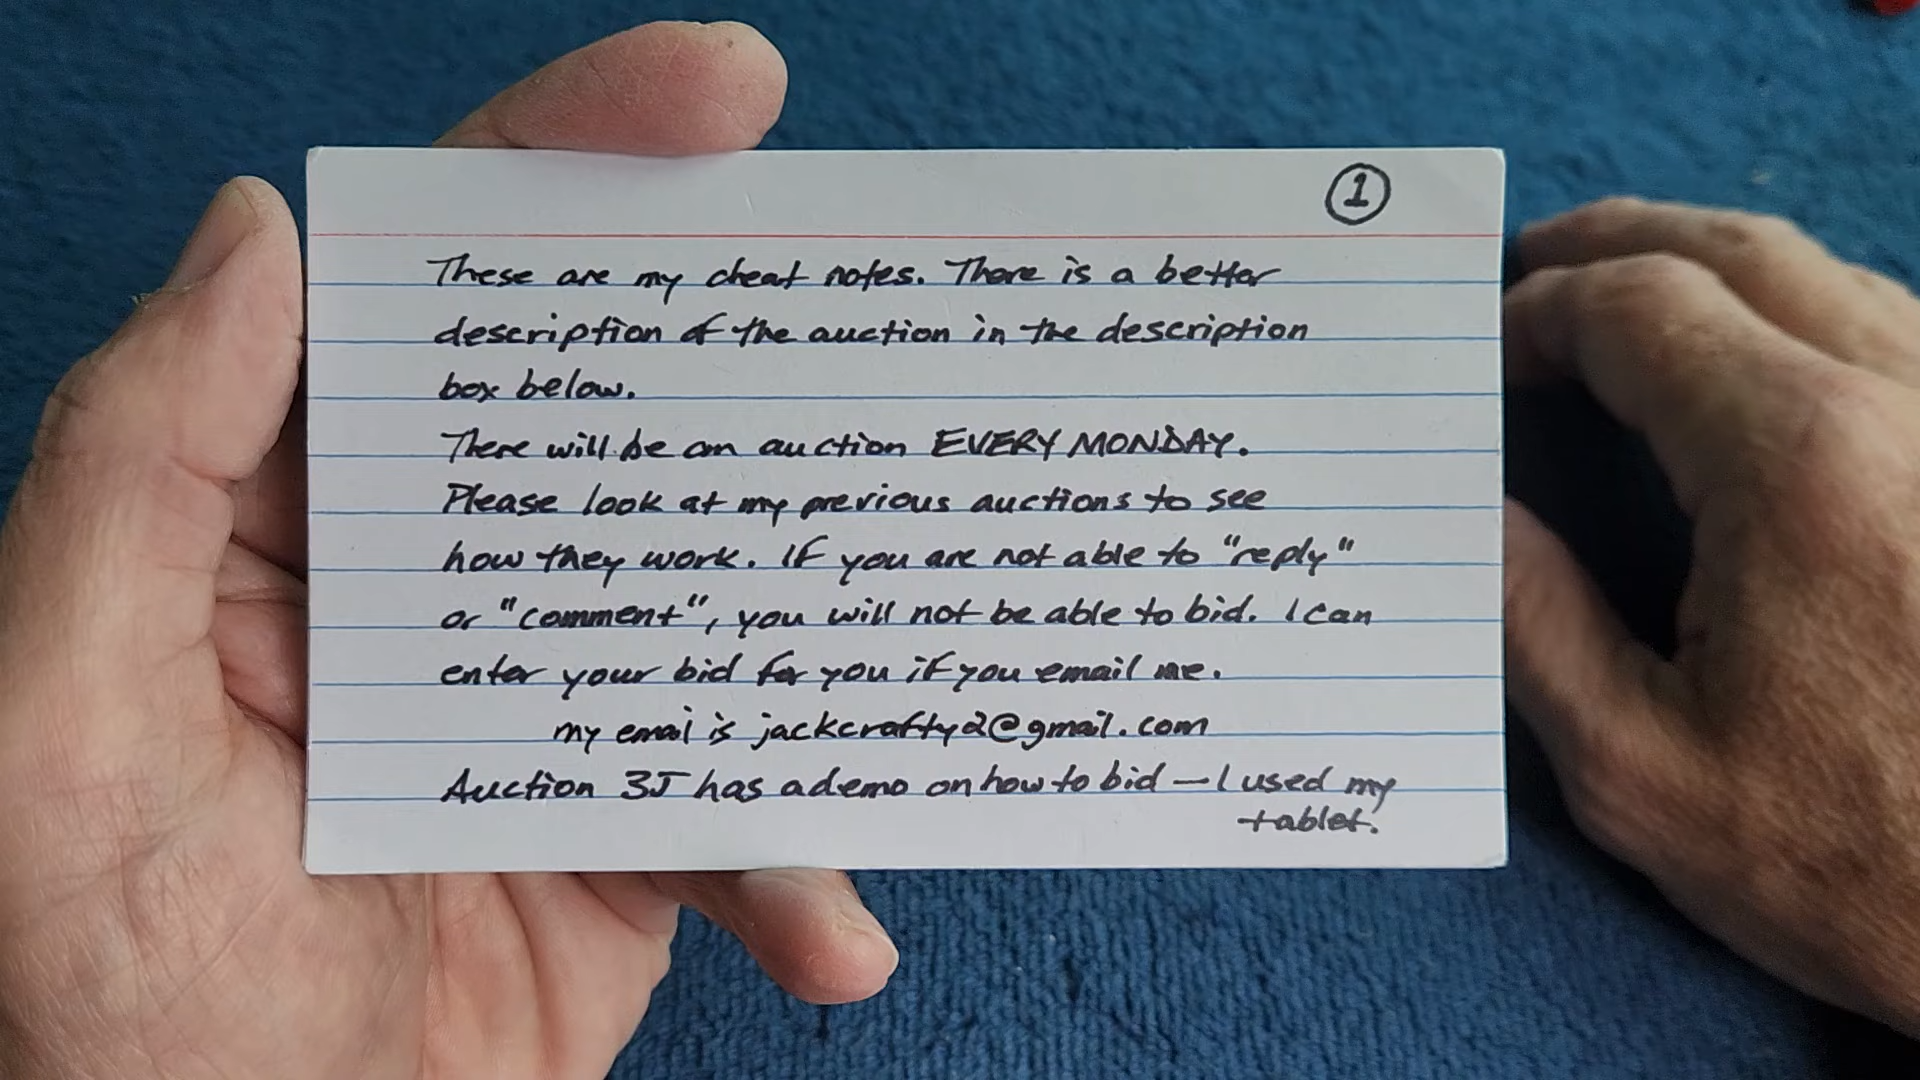 1
These are my cheat notes. There is a better
description of the auction in the description
box below.
There will be an auction EVERY MONDAY.
Please look at my previous auctions to see
how they work. If you are not able to "reply"
or "comment", you will not be able to bid. I can
enter your bid for you if you email me.
my email is jackcrafty2@gmail.com
Auction 3J has a demo on how to bid — I used my
tablet.